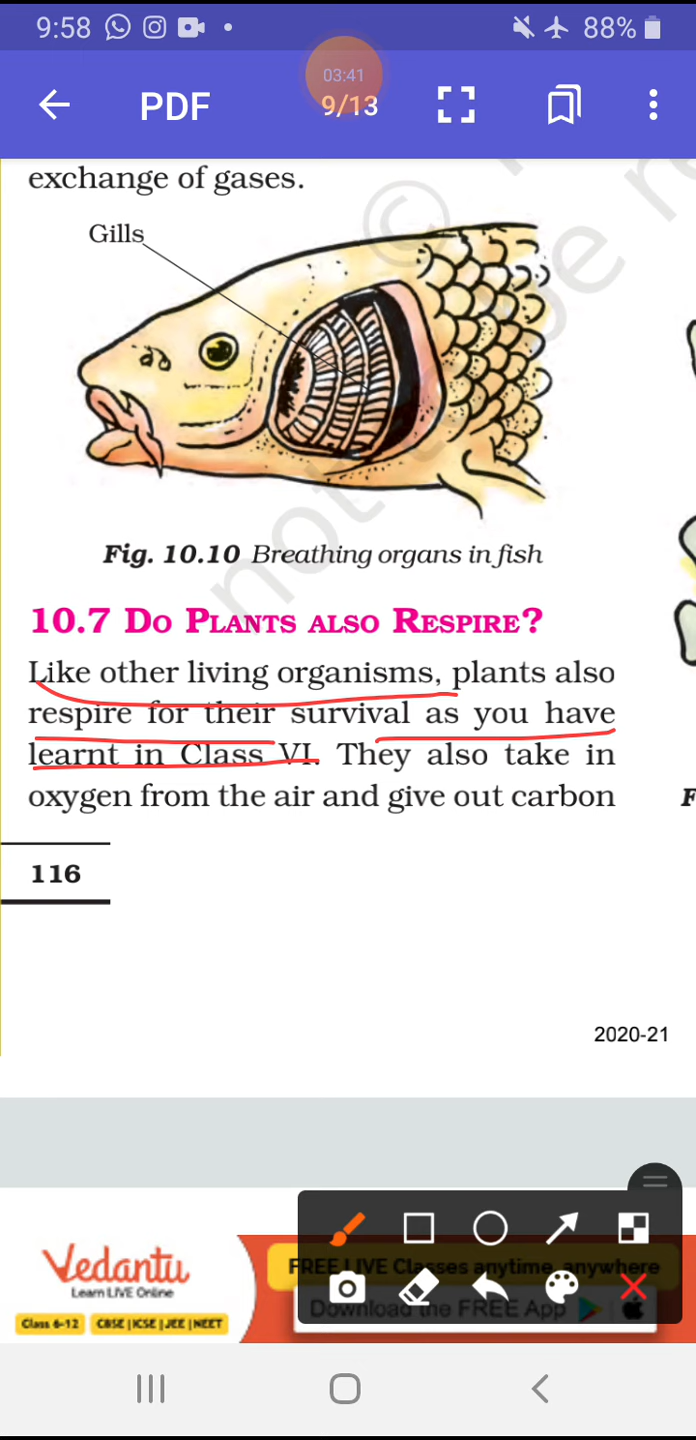 9:58
88%
03:41
PDF
9/13
exchange of gases.
Gills
Fig. 10.10 Breathing organs in fish
10.7 DO PLANTS ALSO RESPIRE?
Like other living organisms, plants also
respire for their survival as you have
learnt in Class VI. They also take in
oxygen from the air and give out carbon
F
116
2020-21
Vedantu
Learn LIVE Online
Class 6-12
CBSE | ICSE | JEE | NEET
FREE LIVE Classes anytime, anywhere
Download the FREE App
©
not
be re